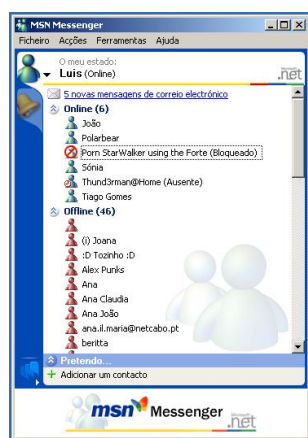 MSN Messenger
Ficheiro Acções Ferramentas Ajuda
O meu estado:
Luis (Online)
.net
5 novas mensagens de correio electrónico
Online (6)
João
Polarbear
Porn StarWalker using the Forte (Bloqueado)
Sónia
Thund3rman@Home (Ausente)
Tiago Gomes
Offline (46)
(i) Joana
:D Tozinho :D
Alex Punks
Ana
Ana Claudia
Ana João
ana.il.maria@netcabo.pt
beritta
Pretendo...
+ Adicionar um contacto
msn Messenger
.net